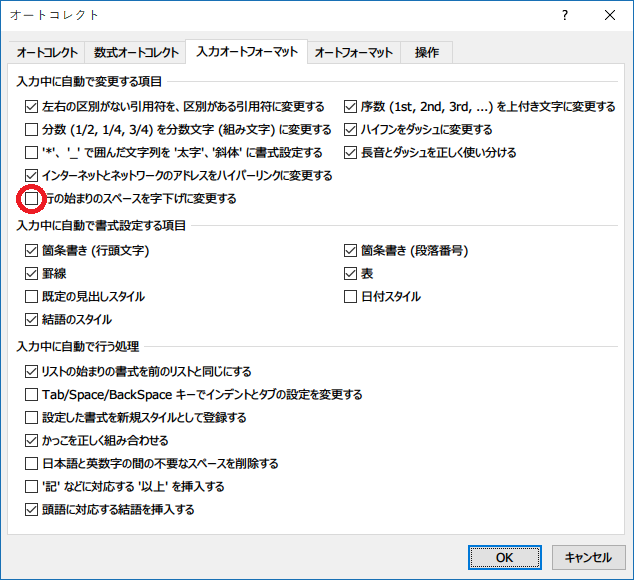 オートコレクト
オートコレクト 数式オートコレクト 入力オートフォーマット オートフォーマット 操作
入力中に自動で変更する項目
左右の区別がない引用符を、区別がある引用符に変更する 序数 (1st, 2nd, 3rd, ...) を上付き文字に変更する
分数 (1/2, 1/4, 3/4) を分数文字 (組み文字) に変更する ハイフンをダッシュに変更する
'*'、'_' で囲んだ文字列を '太字'、'斜体' に書式設定する 長音とダッシュを正しく使い分ける
インターネットとネットワークのアドレスをハイパーリンクに変更する
行の始まりのスペースを字下げに変更する
入力中に自動で書式設定する項目
箇条書き (行頭文字) 箇条書き (段落番号)
罫線 表
既定の見出しスタイル 日付スタイル
結語のスタイル
入力中に自動で行う処理
リストの始まりの書式を前のリストと同じにする
Tab/Space/BackSpace キーでインデントとタブの設定を変更する
設定した書式を新規スタイルとして登録する
かっこを正しく組み合わせる
日本語と英数字の間の不要なスペースを削除する
'記' などに対応する '以上' を挿入する
頭語に対応する結語を挿入する
OK キャンセル